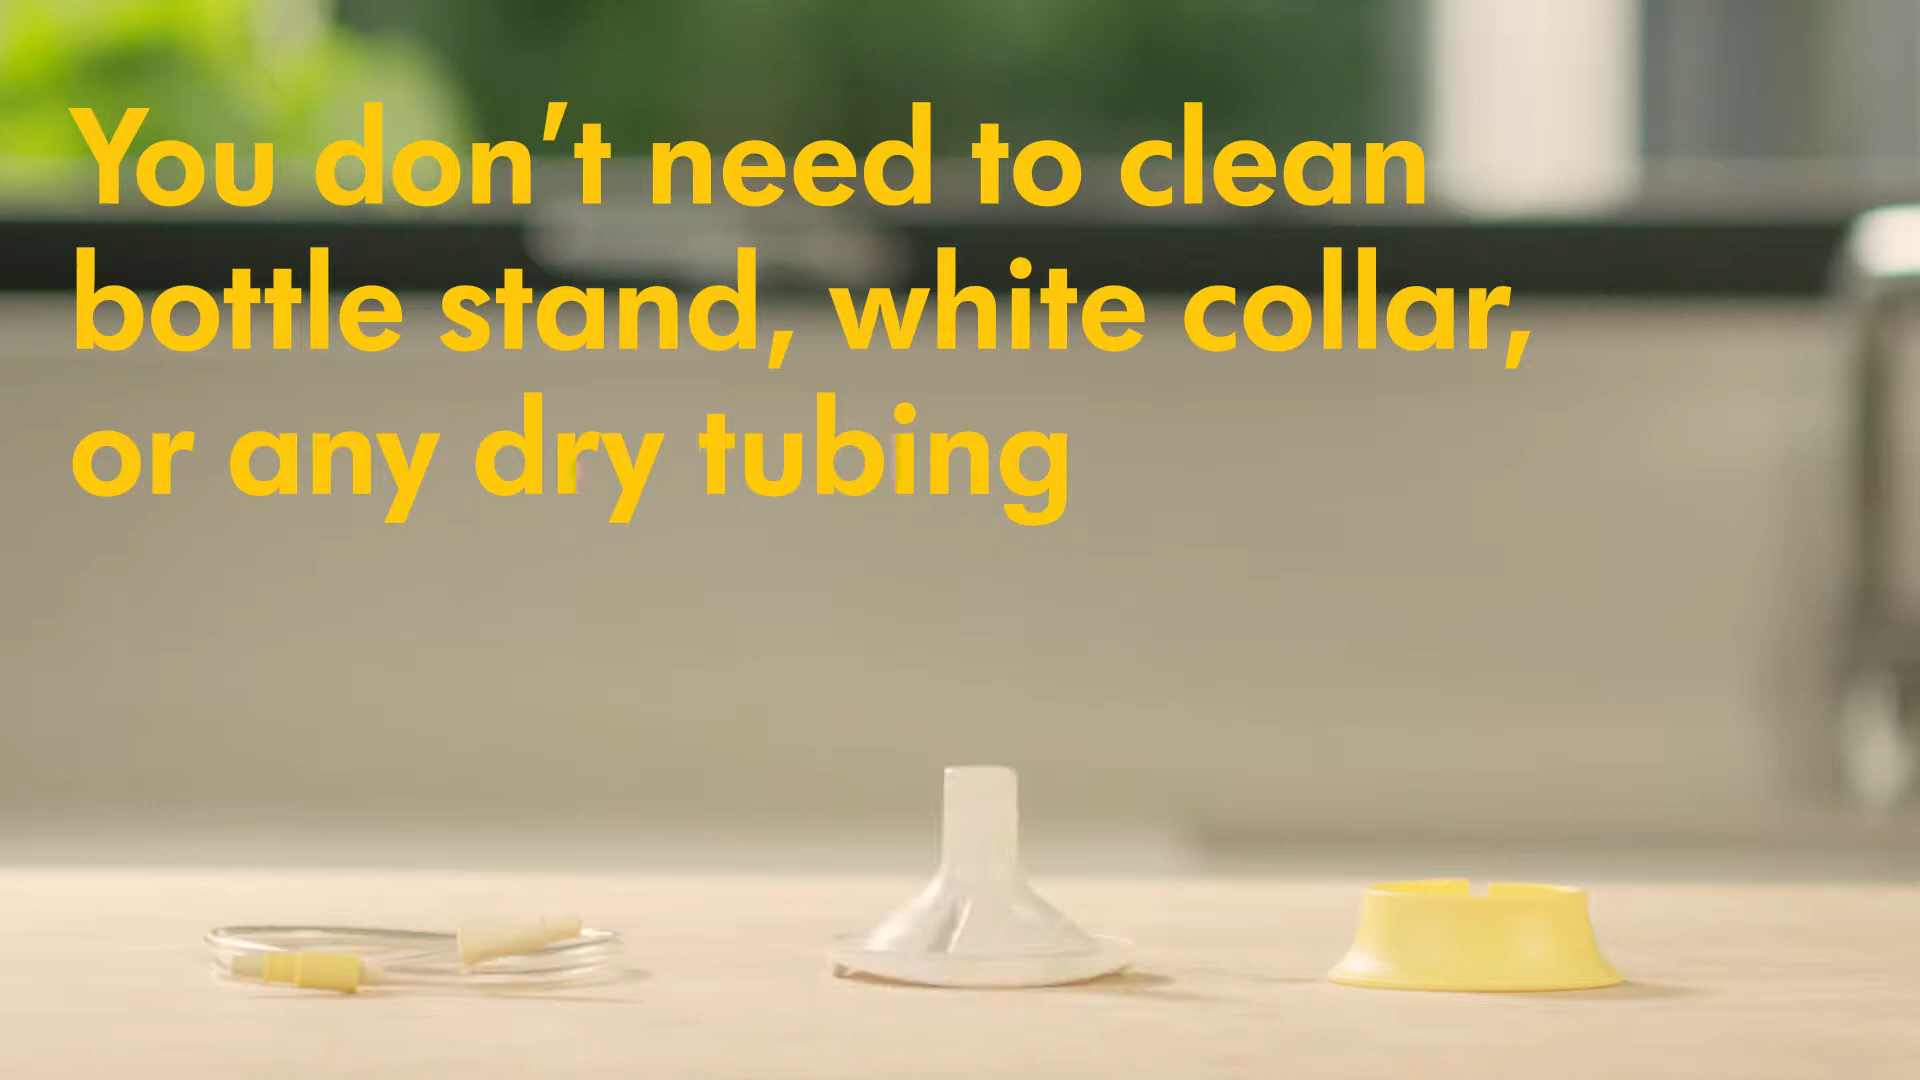 You don’t need to clean
bottle stand, white collar,
or any dry tubing